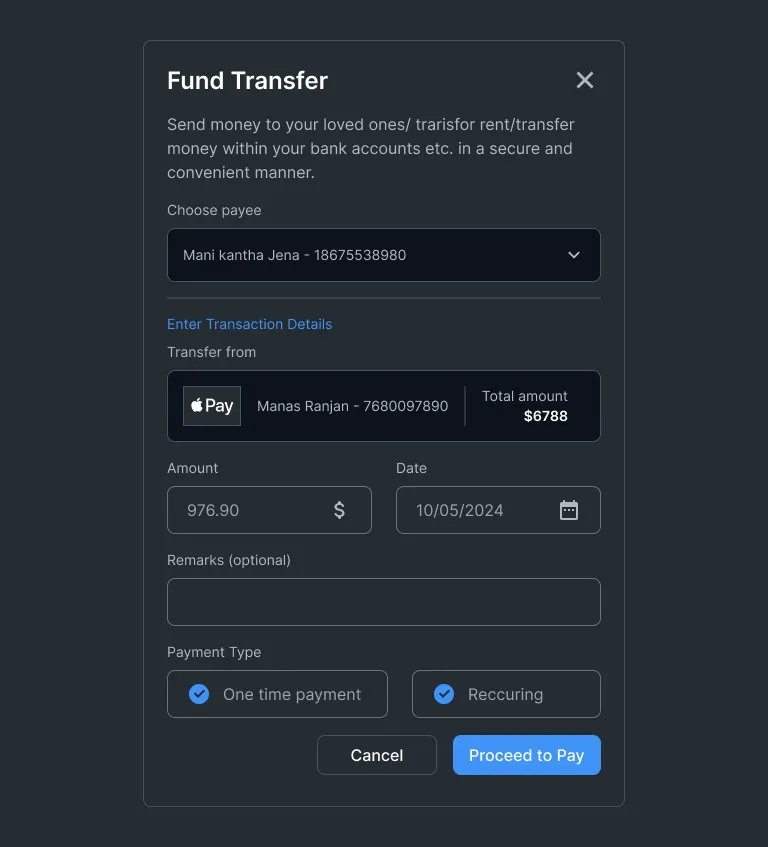 Fund Transfer
Send money to your loved ones/ trarisfor rent/transfer
money within your bank accounts etc. in a secure and
convenient manner.
Choose payee
Mani kantha Jena - 18675538980
Enter Transaction Details
Transfer from
Pay
Manas Ranjan - 7680097890
Total amount
$6788
Amount
Date
976.90 $
10/05/2024
Remarks (optional)
Payment Type
One time payment
Reccuring
Cancel
Proceed to Pay